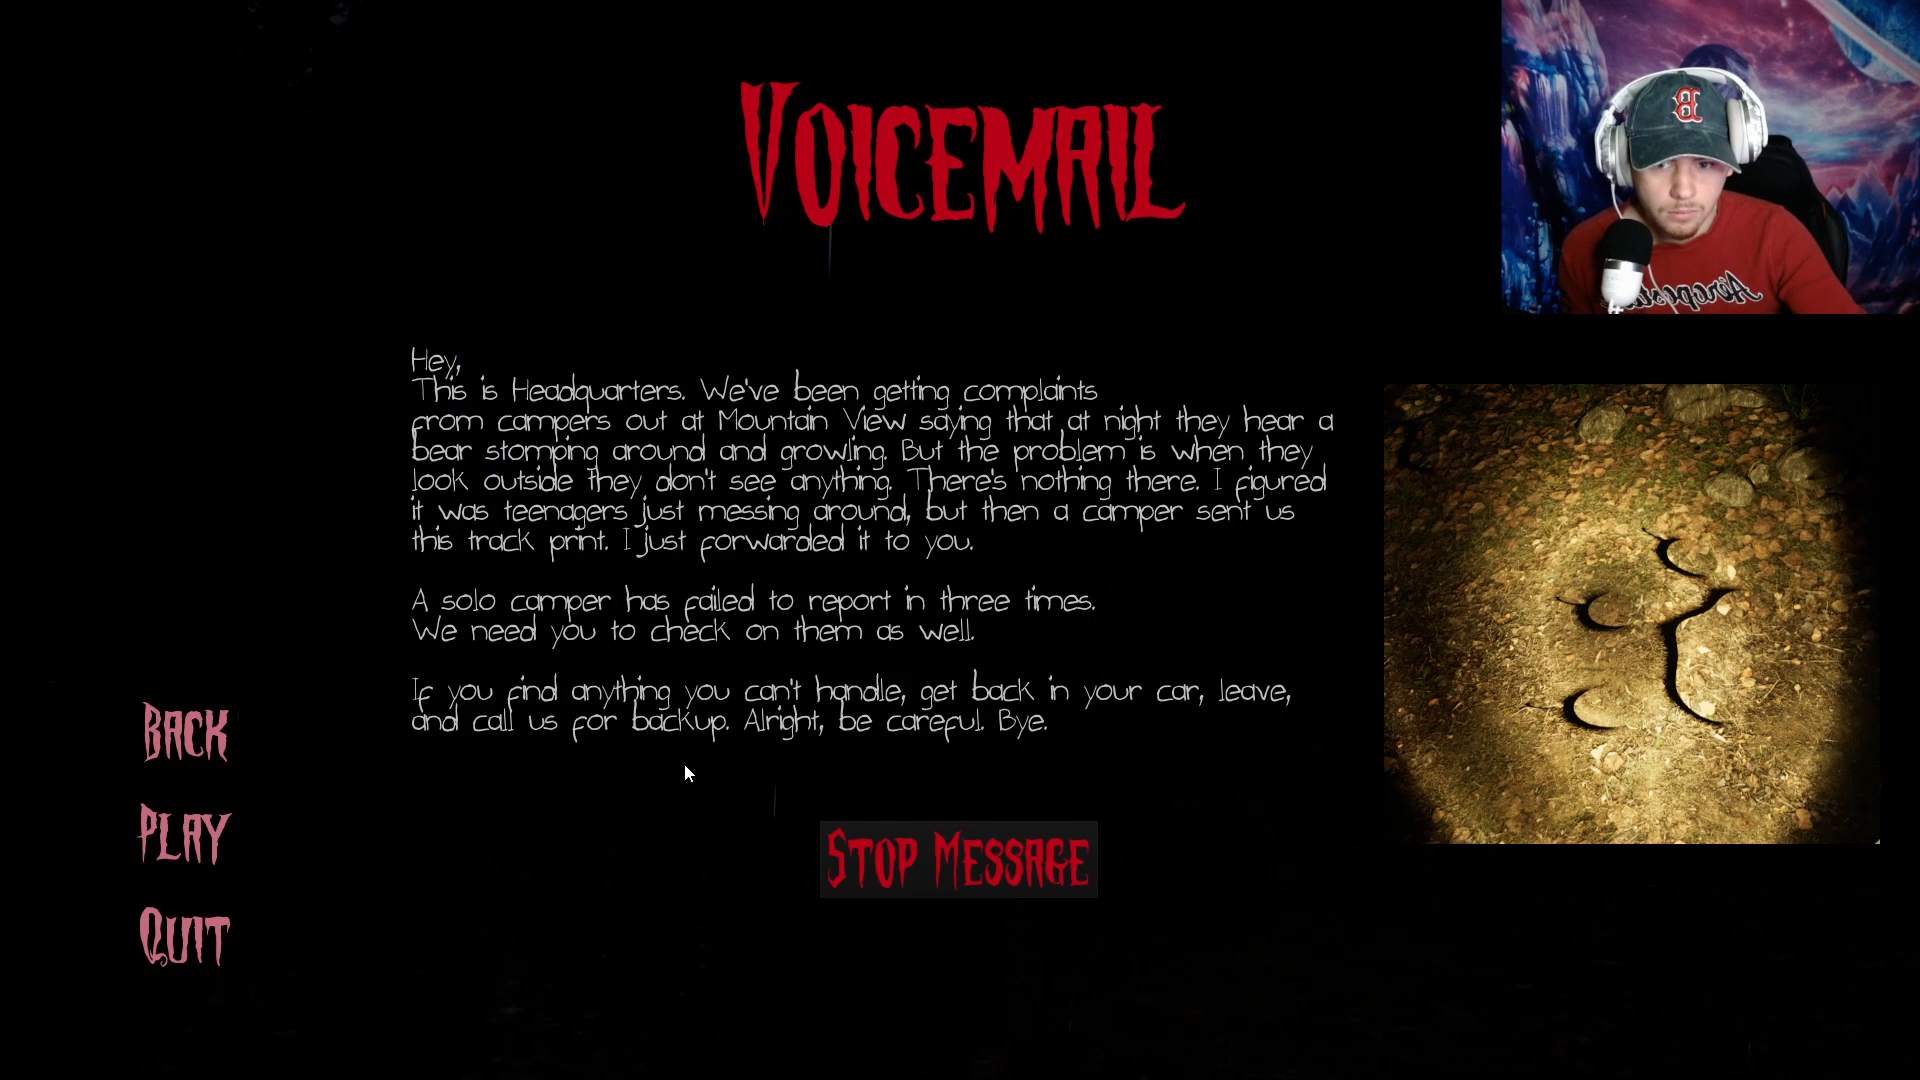 VOICEMAIL
Hey,
This is Headquarters. We've been getting complaints
from campers out at Mountain View saying that at night they hear a
bear stomping around and growling. But the problem is when they
look outside they don't see anything. There's nothing there. I figured
it was teenagers just messing around, but then a camper sent us
this track print. I just forwarded it to you.
A solo camper has failed to report in three times.
We need you to check on them as well.
If you find anything you can't handle, get back in your car, leave,
and call us for backup. Alright, be careful. Bye.
BACK
PLAY
QUIT
STOP MESSAGE
B